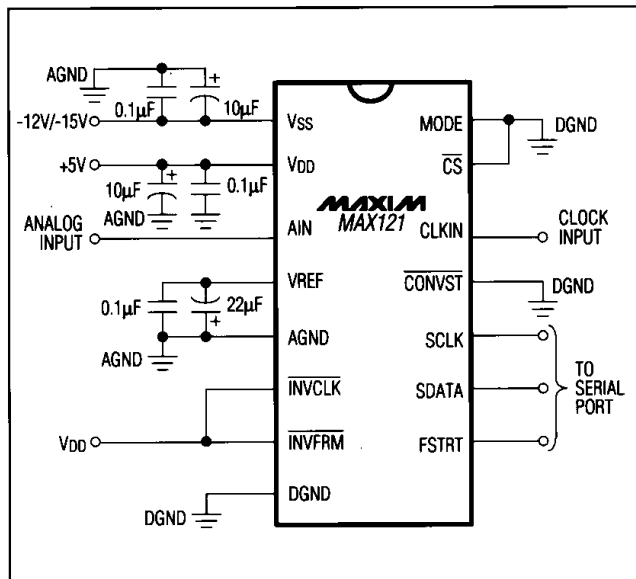 AGND
+
0.1µF
10µF
-12V/-15V
VSS
MODE
DGND
+5V
VDD
CS
10µF
+
0.1µF
AGND
MAXIM
MAX121
ANALOG
INPUT
AIN
CLKIN
CLOCK
INPUT
VREF
CONVST
DGND
0.1µF
22µF
+
AGND
AGND
SCLK
INVCLK
SDATA
TO
SERIAL
PORT
VDD
INVFRM
FSTRT
DGND
DGND